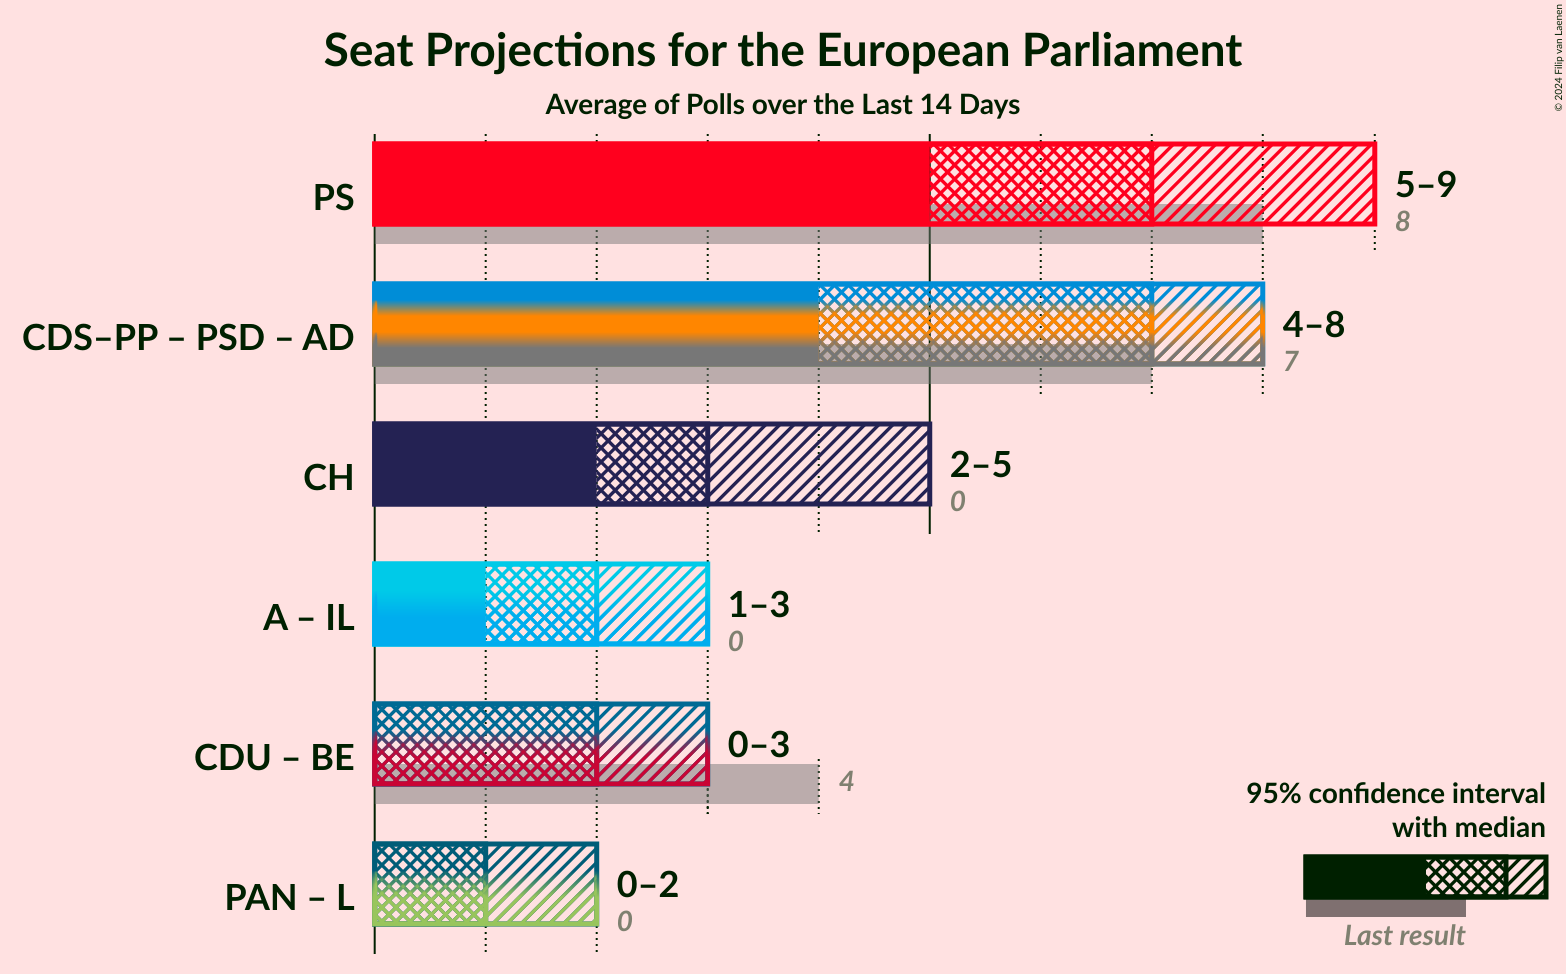 Seat Projections for the European Parliament
Average of Polls over the Last 14 Days
© 2024 Filip van Laenen
PS
5–9
8
CDS–PP – PSD – AD
4–8
7
CH
2–5
0
A – IL
1–3
0
CDU – BE
0–3
4
PAN – L
0–2
0
95% confidence interval
with median
Last result